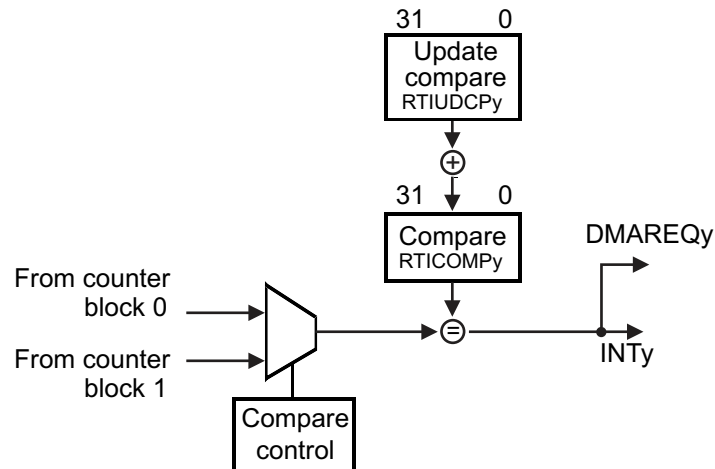 31 0
Update
compare
RTIUDCPy
+
31 0
Compare
RTICOMPy
DMAREQy
From counter
block 0
=
INTy
From counter
block 1
Compare
control